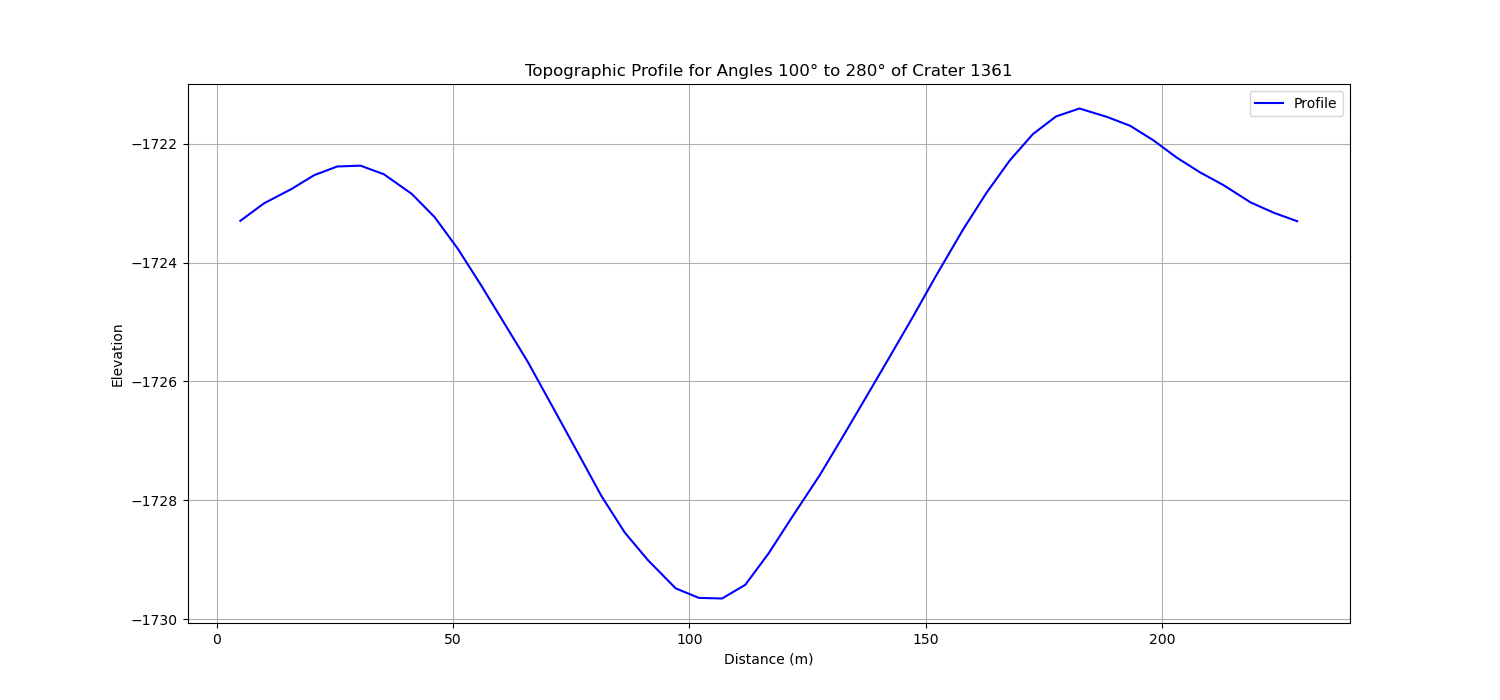 Topographic Profile for Angles 100° to 280° of Crater 1361
Profile
−1722
−1724
−1726
−1728
−1730
Elevation
0 50 100 150 200
Distance (m)